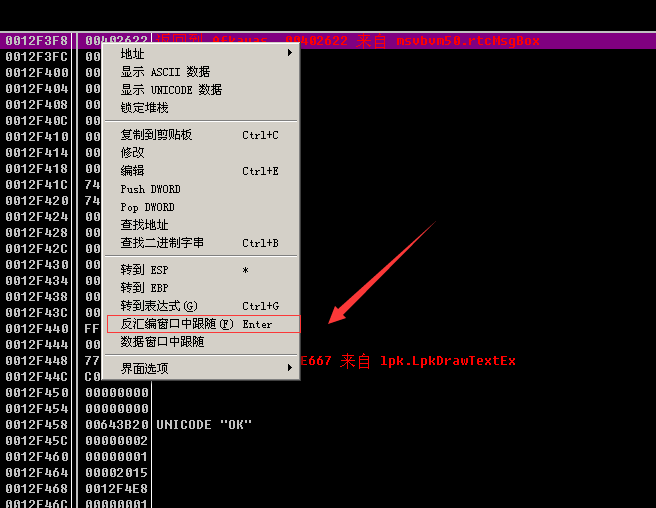 0012F3F8 00402622 返回到 Afkayas_.00402622 来自 msvbvm50.rtcMsgBox
0012F3FC 00
0012F400 00
0012F404 00
0012F408 00
0012F40C 00
0012F410 00
0012F414 00
0012F418 00
0012F41C 74
0012F420 74
0012F424 00
0012F428 00
0012F42C 00
0012F430 00
0012F434 00
0012F438 00
0012F43C 00
0012F440 FF
0012F444 00
0012F448 77 E667 来自 lpk.LpkDrawTextEx
0012F44C C0
0012F450 00000000
0012F454 00000000
0012F458 00643B20 UNICODE "OK"
0012F45C 00000002
0012F460 00000001
0012F464 00002015
0012F468 0012F4E8
0012F46C 00000001
地址
显示 ASCII 数据
显示 UNICODE 数据
锁定堆栈
复制到剪贴板 Ctrl+C
修改
编辑 Ctrl+E
Push DWORD
Pop DWORD
查找地址
查找二进制字串 Ctrl+B
转到 ESP *
转到 EBP
转到表达式(G) Ctrl+G
反汇编窗口中跟随(F) Enter
数据窗口中跟随
界面选项